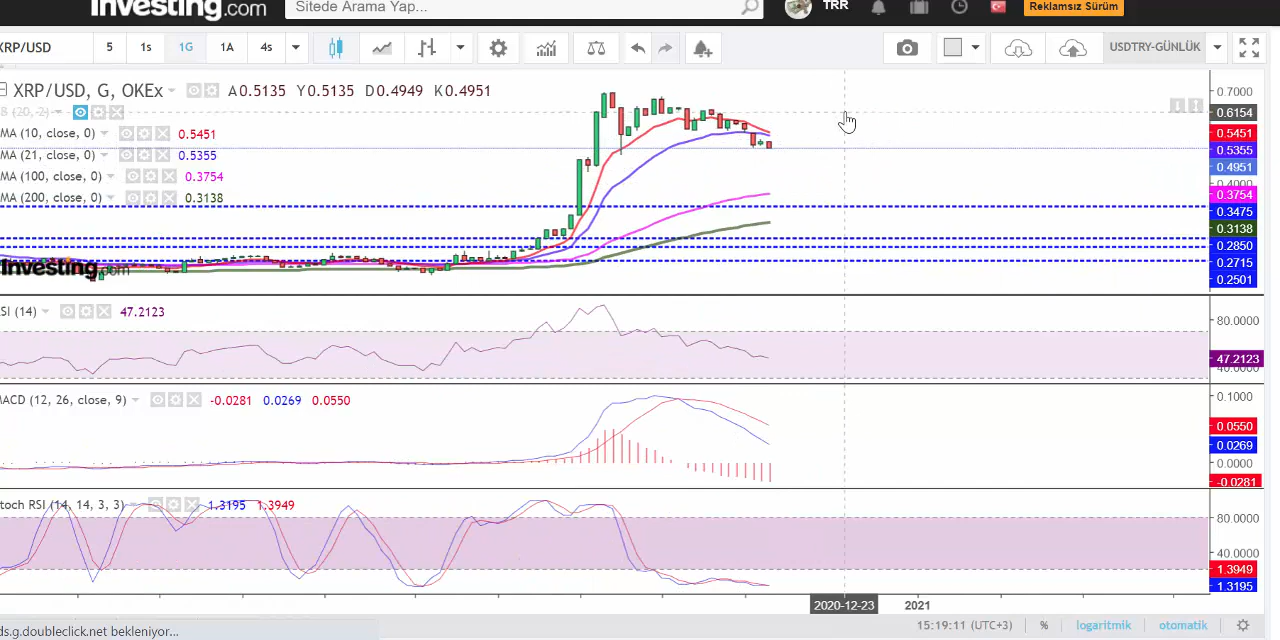 Investing.com
Sitede Arama Yap...
TRR
Reklamsız Sürüm
XRP/USD
5
1s
1G
1A
4s
USDTRY-GÜNLÜK
XRP/USD, G, OKEx
A0.5135 Y0.5135 D0.4949 K0.4951
(20, 2)
MA (10, close, 0) 0.5451
MA (21, close, 0) 0.5355
MA (100, close, 0) 0.3754
MA (200, close, 0) 0.3138
0.7000
0.6154
0.5451
0.5355
0.4951
0.4000
0.3754
0.3475
0.3138
0.2850
0.2715
0.2501
Investing.com
SI (14) 47.2123
80.0000
47.2123
40.0000
MACD (12, 26, close, 9) -0.0281 0.0269 0.0550
0.1000
0.0550
0.0269
0.0000
-0.0281
toch RSI (14, 14, 3, 3) 1.3195 1.3949
80.0000
40.0000
1.3949
1.3195
2020-12-23
2021
15:19:11 (UTC+3) % logaritmik otomatik
ds.g.doubleclick.net bekleniyor...